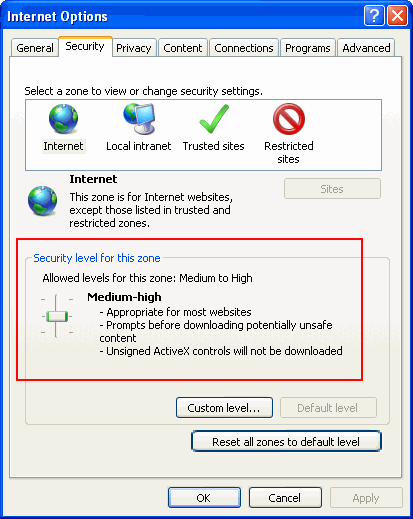 Internet Options
General Security Privacy Content Connections Programs Advanced
Select a zone to view or change security settings.
Internet Local intranet Trusted sites Restricted
sites
Internet
Sites
This zone is for Internet websites,
except those listed in trusted and
restricted zones.
Security level for this zone
Allowed levels for this zone: Medium to High
Medium-high
- Appropriate for most websites
- Prompts before downloading potentially unsafe
content
- Unsigned ActiveX controls will not be downloaded
Custom level... Default level
Reset all zones to default level
OK Cancel Apply